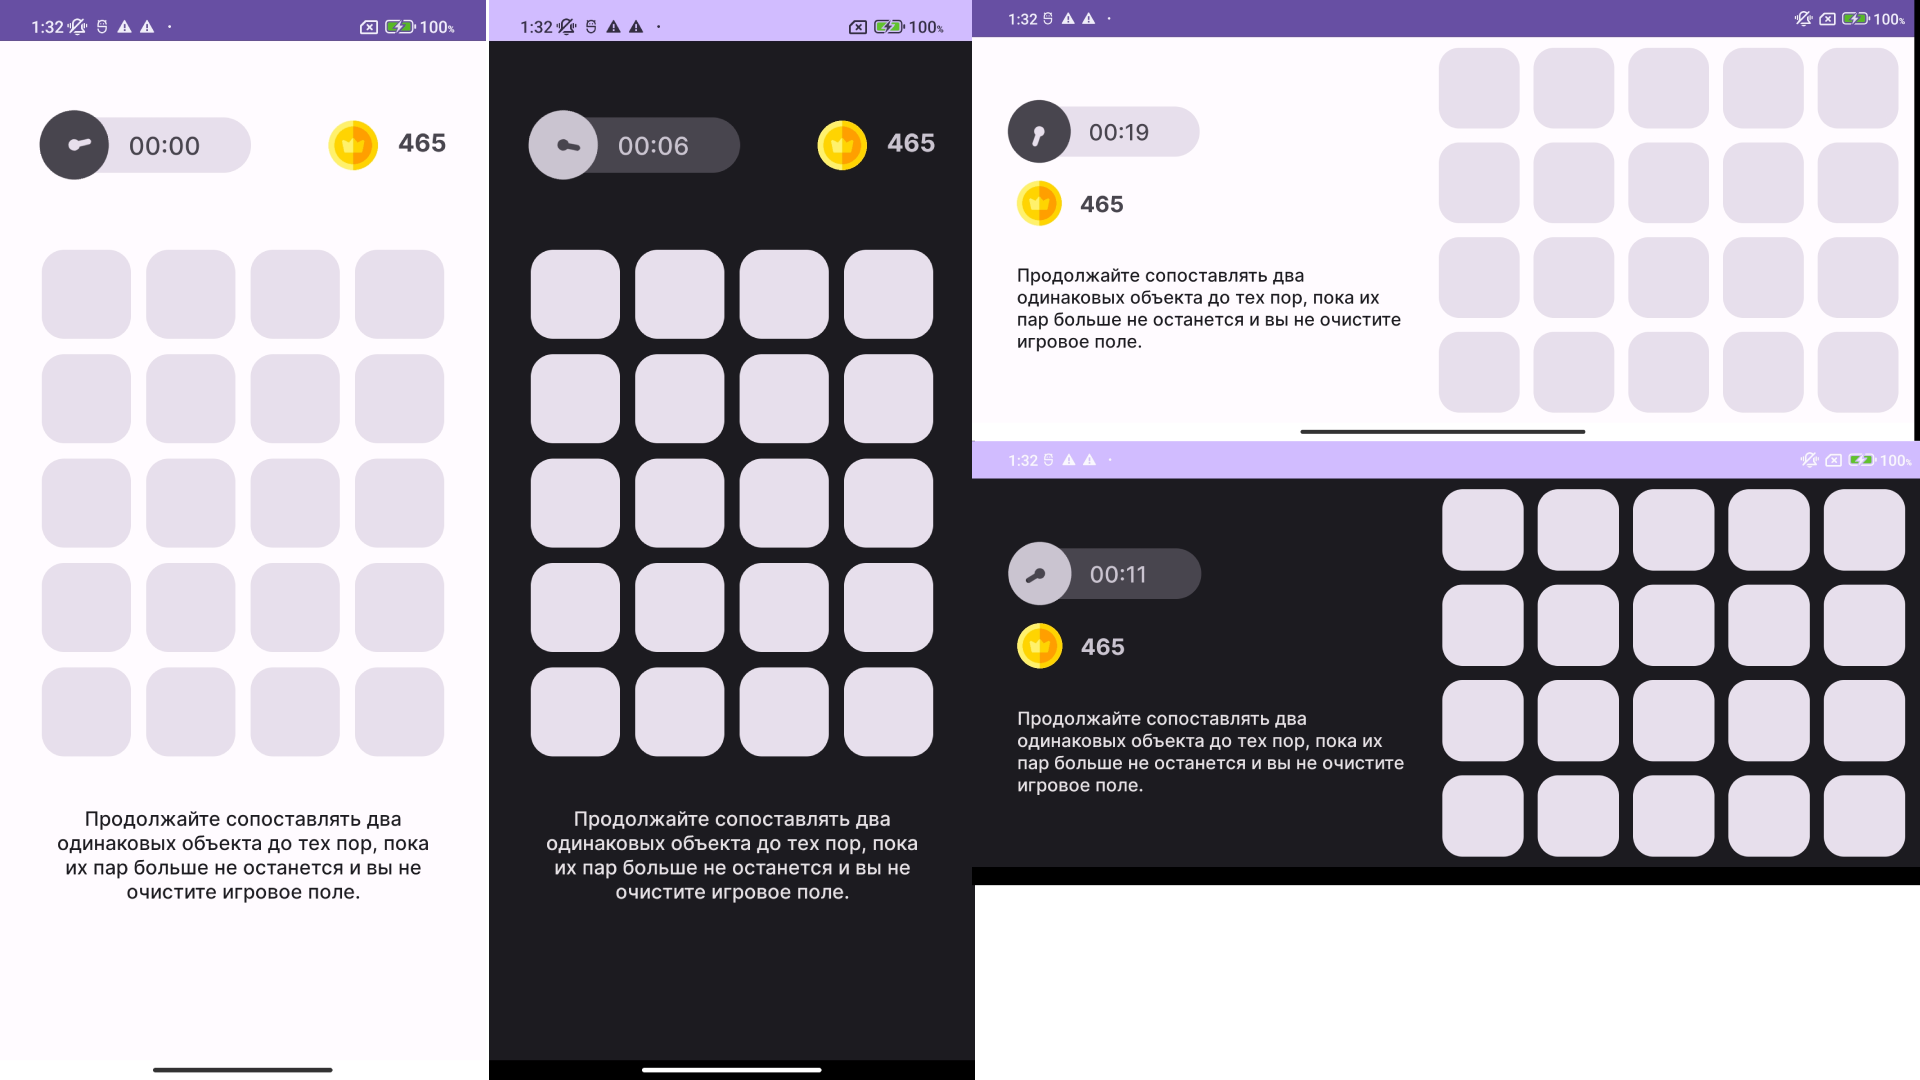 1:32
100%
00:00
465
Продолжайте сопоставлять два
одинаковых объекта до тех пор, пока
их пар больше не останется и вы не
очистите игровое поле.
1:32
100%
00:06
465
Продолжайте сопоставлять два
одинаковых объекта до тех пор, пока
их пар больше не останется и вы не
очистите игровое поле.
1:32
100%
00:19
465
Продолжайте сопоставлять два
одинаковых объекта до тех пор, пока их
пар больше не останется и вы не очистите
игровое поле.
1:32
100%
00:11
465
Продолжайте сопоставлять два
одинаковых объекта до тех пор, пока их
пар больше не останется и вы не очистите
игровое поле.